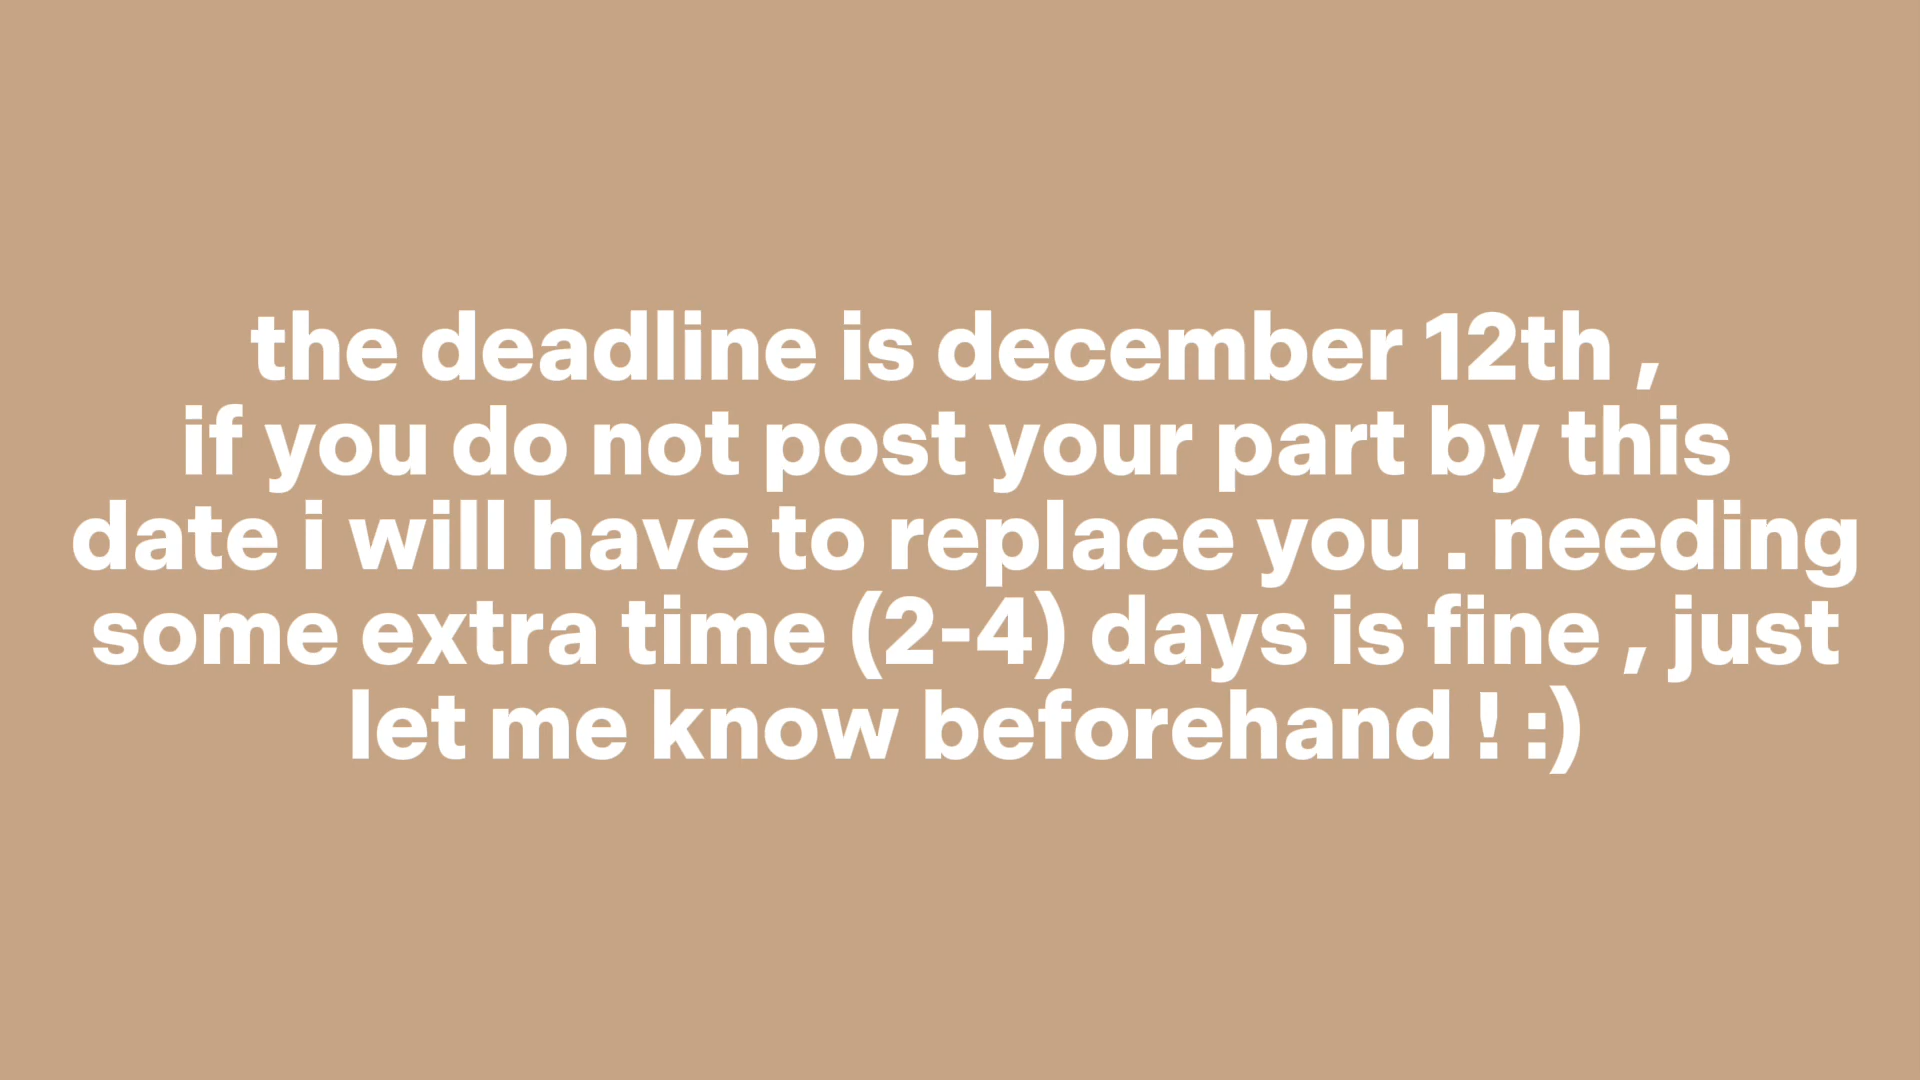 the deadline is december 12th ,
if you do not post your part by this
date i will have to replace you . needing
some extra time (2-4) days is fine , just
let me know beforehand ! :)